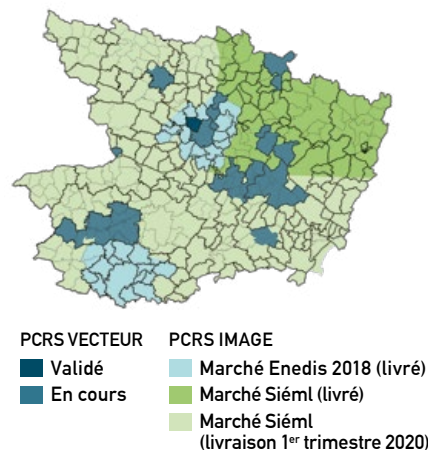 PCRS VECTEUR
Validé
En cours
PCRS IMAGE
Marché Enedis 2018 (livré)
Marché Siéml (livré)
Marché Siéml
(livraison 1er trimestre 2020)